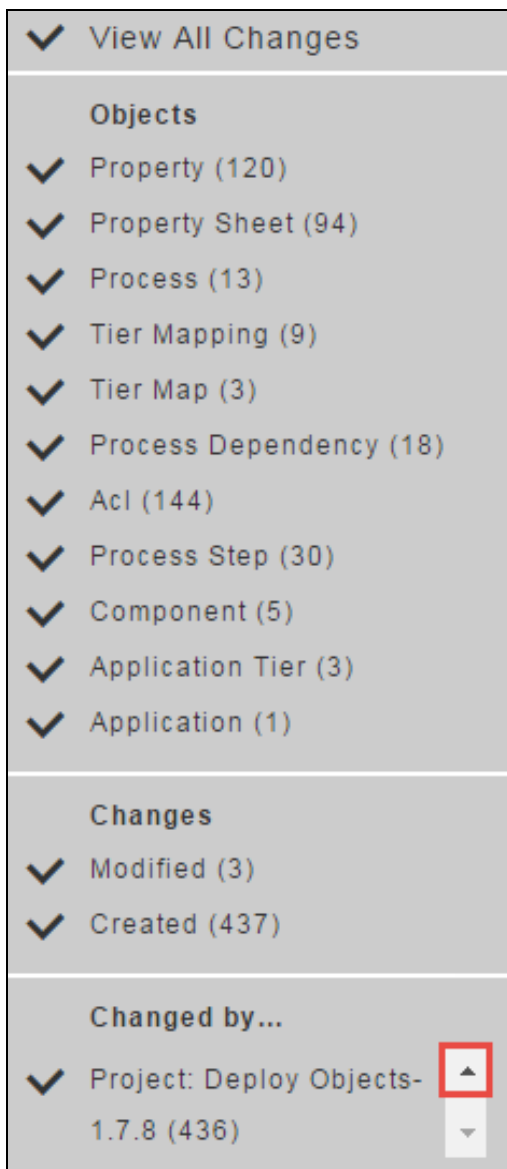 View All Changes
Objects
Property (120)
Property Sheet (94)
Process (13)
Tier Mapping (9)
Tier Map (3)
Process Dependency (18)
Acl (144)
Process Step (30)
Component (5)
Application Tier (3)
Application (1)
Changes
Modified (3)
Created (437)
Changed by...
Project: Deploy Objects-
1.7.8 (436)